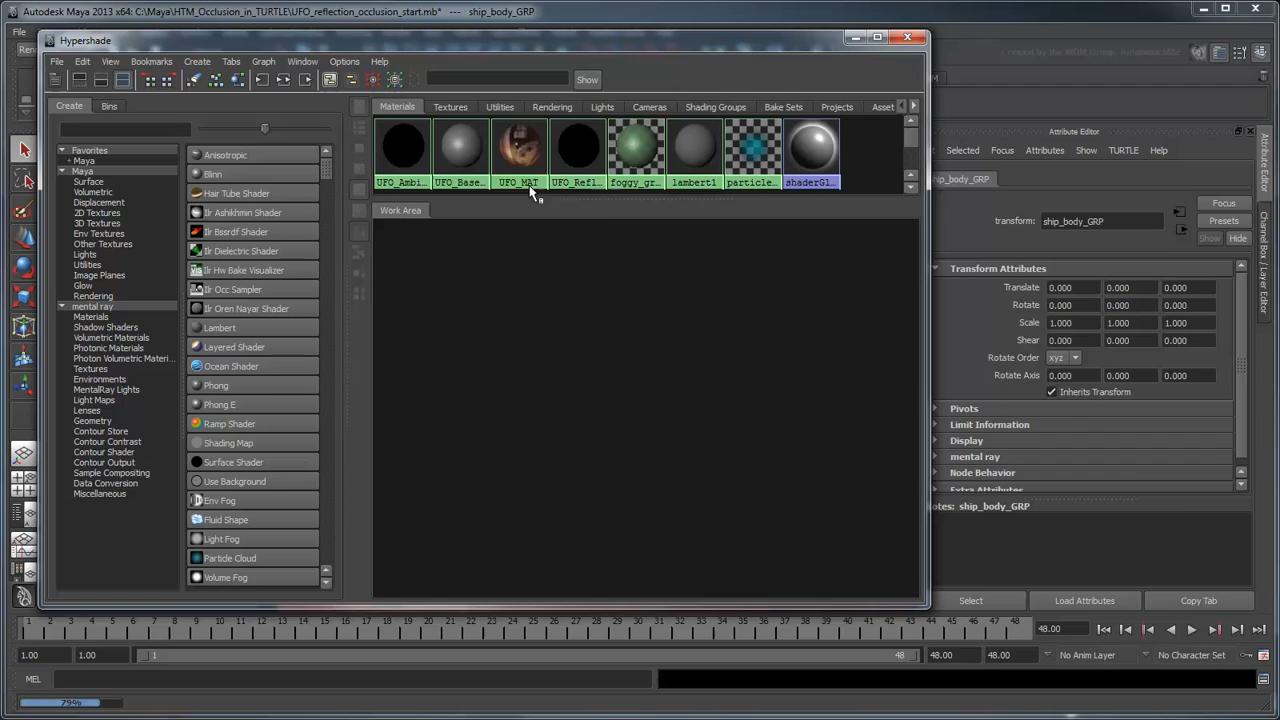 Autodesk Maya 2013 x64: C:\Maya\HTM_Occlusion_in_TURTLE\UFO_reflection_occlusion_start.mb* --- ship_body_GRP
File
Hypershade
File Edit View Bookmarks Create Tabs Graph Window Options Help
Show
Create Bins
Materials Textures Utilities Rendering Lights Cameras Shading Groups Bake Sets Projects Asset
UFO_Ambi... UFO_Base... UFO_MAT UFO_Refl... foggy_gr... lambert1 particle... shaderGl...
Work Area
Favorites
Maya
Maya
Surface
Volumetric
Displacement
2D Textures
3D Textures
Env Textures
Other Textures
Lights
Utilities
Image Planes
Glow
Rendering
mental ray
Materials
Shadow Shaders
Volumetric Materials
Photonic Materials
Photon Volumetric Materi...
Textures
Environments
MentalRay Lights
Light Maps
Lenses
Geometry
Contour Store
Contour Contrast
Contour Shader
Contour Output
Sample Compositing
Data Conversion
Miscellaneous
Anisotropic
Blinn
Hair Tube Shader
Ilr Ashikhmin Shader
Ilr Bssrdf Shader
Ilr Dielectric Shader
Ilr Hw Bake Visualizer
Ilr Occ Sampler
Ilr Oren Nayar Shader
Lambert
Layered Shader
Ocean Shader
Phong
Phong E
Ramp Shader
Shading Map
Surface Shader
Use Background
Env Fog
Fluid Shape
Light Fog
Particle Cloud
Volume Fog
Attribute Editor
Selected Focus Attributes Show TURTLE Help
ship_body_GRP
Focus
transform: ship_body_GRP
Presets
Show Hide
Transform Attributes
Translate 0.000 0.000 0.000
Rotate 0.000 0.000 0.000
Scale 1.000 1.000 1.000
Shear 0.000 0.000 0.000
Rotate Order xyz
Rotate Axis 0.000 0.000 0.000
Inherits Transform
Pivots
Limit Information
Display
mental ray
Node Behavior
Extra Attributes
otes: ship_body_GRP
Select Load Attributes Copy Tab
Attribute Editor
Channel Box / Layer Editor
1 2 3 4 5 6 7 8 9 10 11 12 13 14 15 16 17 18 19 20 21 22 23 24 25 26 27 28 29 30 31 32 33 34 35 36 37 38 39 40 41 42 43 44 45 46 47 48
48.00
1.00 1.00 1 48 48.00 48.00 No Anim Layer No Character Set
MEL
79%